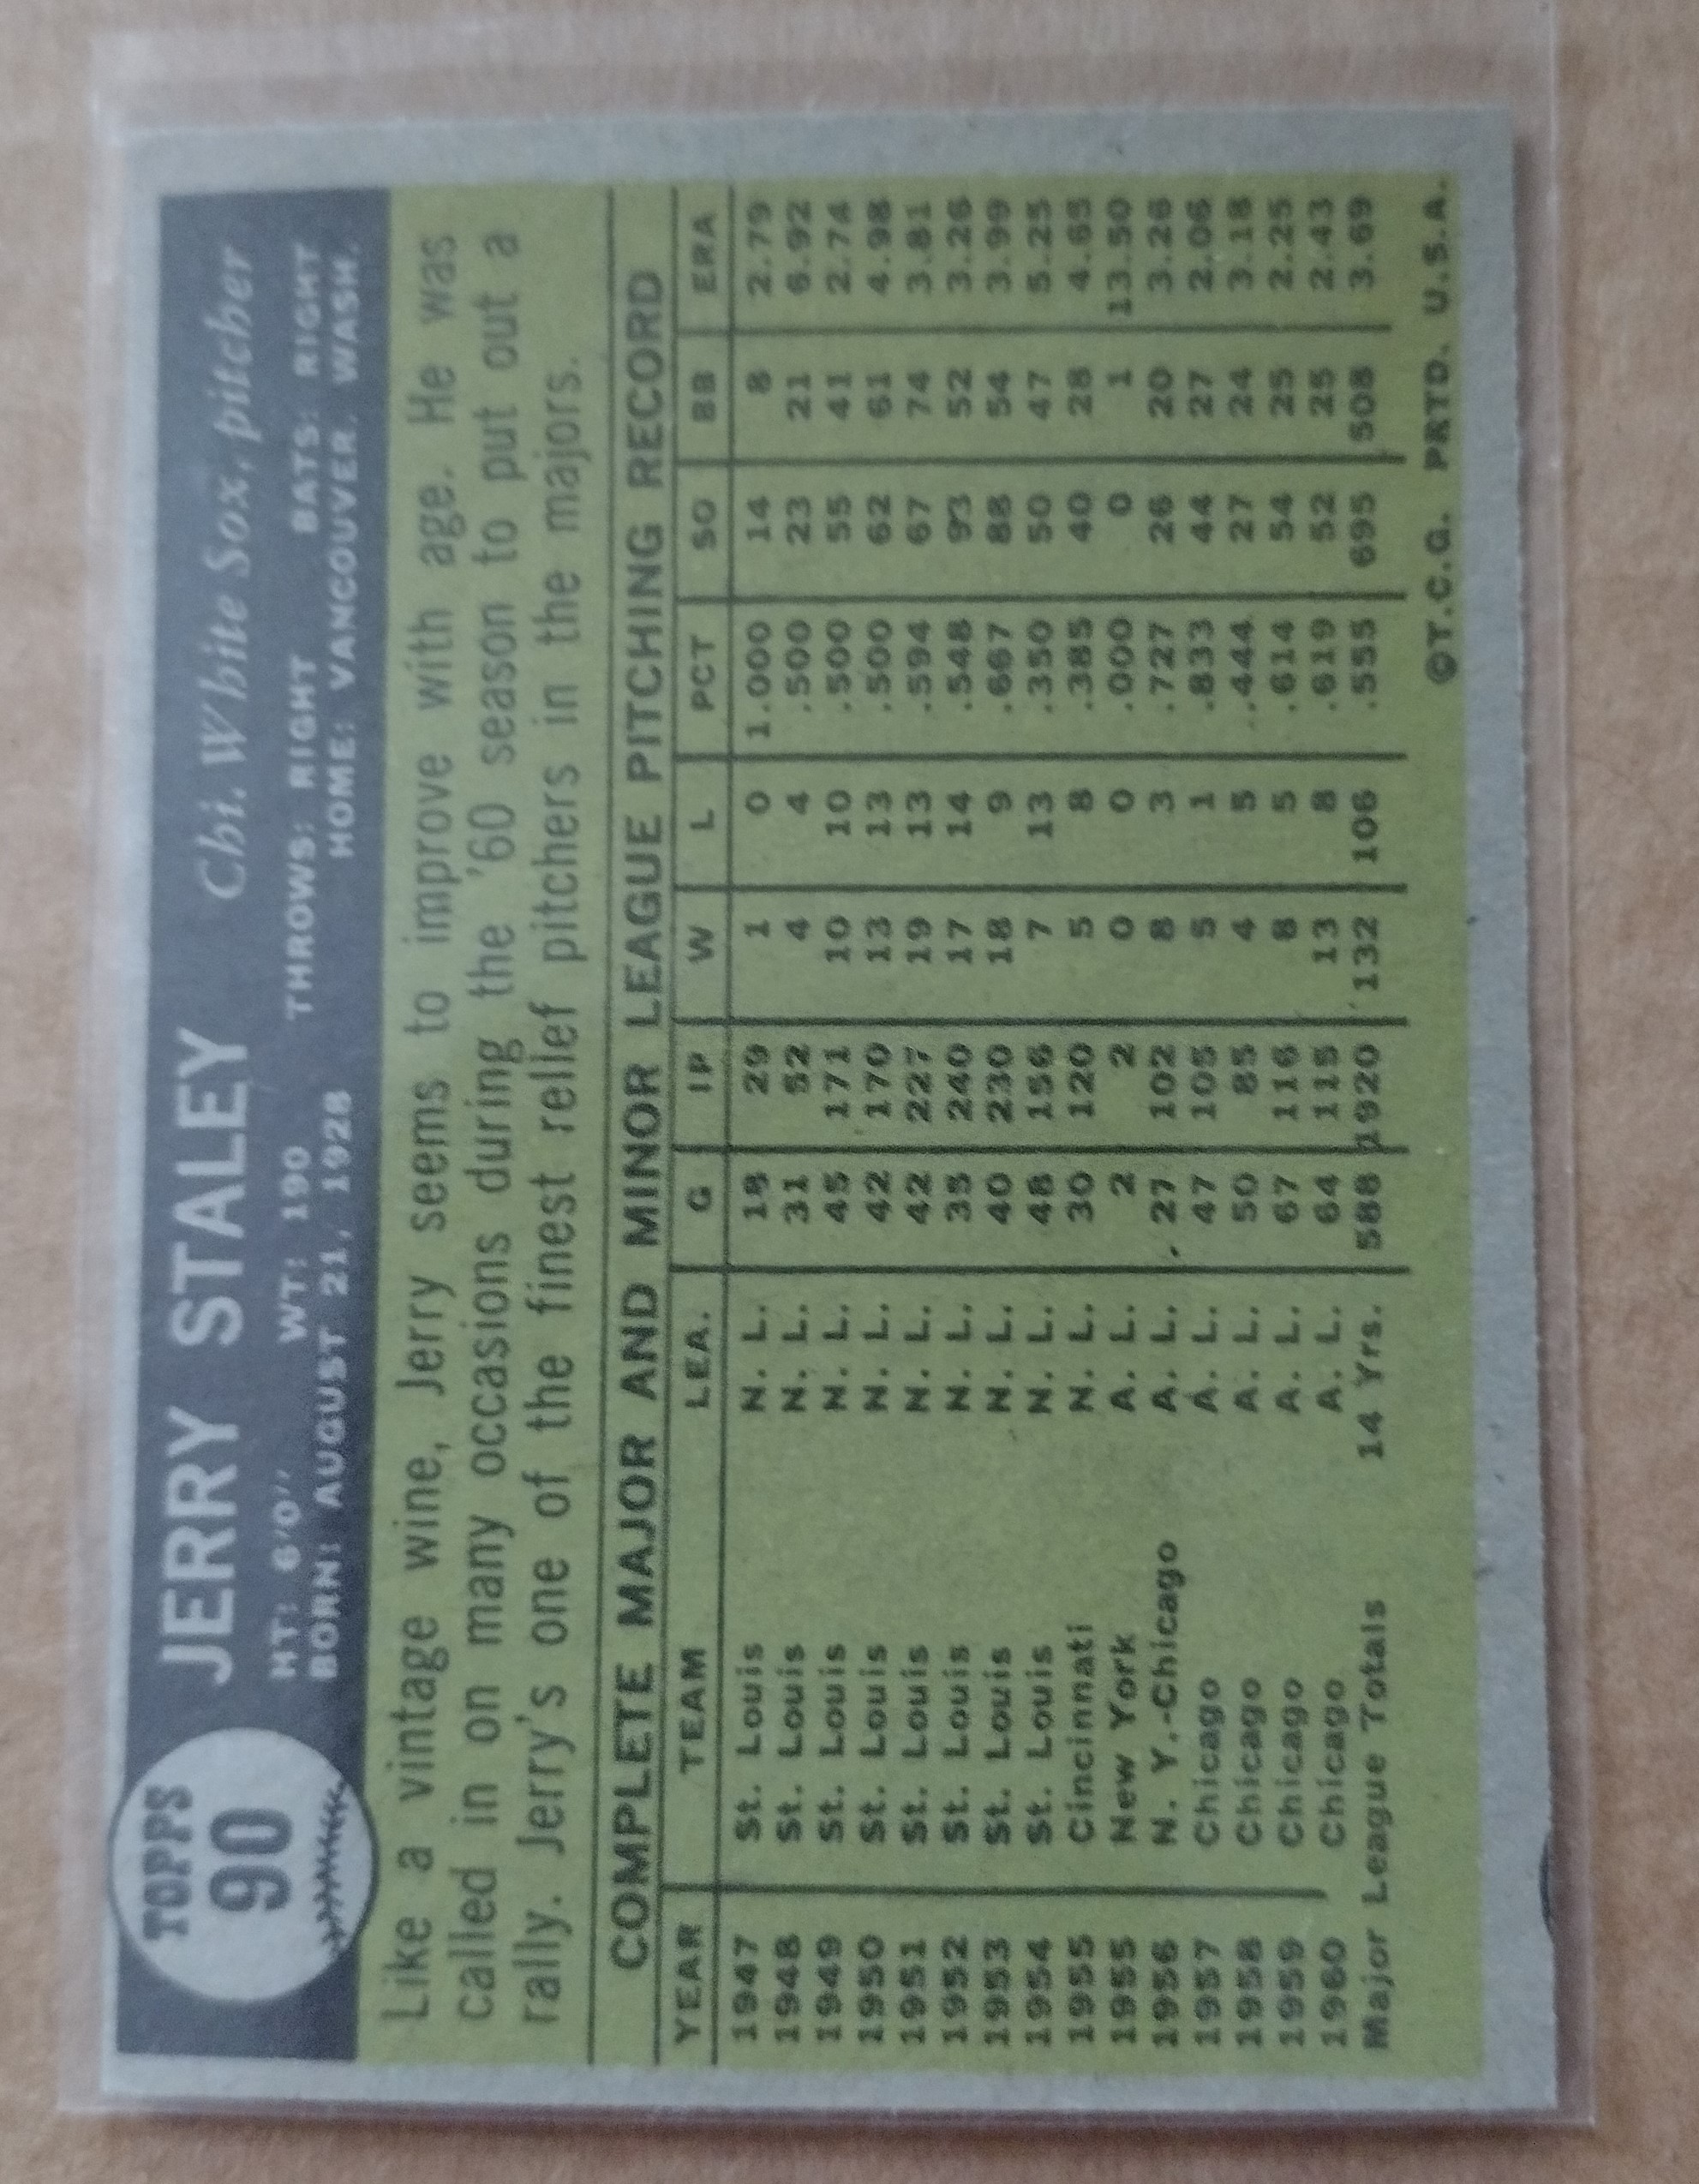 TOPPS
90
JERRY STALEY Chi. White Sox, pitcher
HT: 6'0" WT: 190 THROWS: RIGHT BATS: RIGHT
BORN: AUGUST 21, 1928 HOME: VANCOUVER, WASH.
Like a vintage wine, Jerry seems to improve with age. He was
called in on many occasions during the '60 season to put out a
rally. Jerry's one of the finest relief pitchers in the majors.
COMPLETE MAJOR AND MINOR LEAGUE PITCHING RECORD
YEAR TEAM LEA. G IP W L PCT SO BB ERA
1947 St. Louis N. L. 18 29 1 0 1.000 14 8 2.79
1948 St. Louis N. L. 31 52 4 4 .500 23 21 6.92
1949 St. Louis N. L. 45 171 10 10 .500 55 41 2.74
1950 St. Louis N. L. 42 170 13 13 .500 62 61 4.98
1951 St. Louis N. L. 42 227 19 13 .594 67 74 3.81
1952 St. Louis N. L. 35 240 17 14 .548 93 52 3.26
1953 St. Louis N. L. 40 230 18 9 .667 88 54 3.99
1954 St. Louis N. L. 48 156 7 13 .350 50 47 5.25
1955 Cincinnati N. L. 30 120 5 8 .385 40 28 4.65
1955 New York A. L. 2 2 0 0 .000 0 1 13.50
1956 N. Y.-Chicago A. L. 27 102 8 3 .727 26 20 3.26
1957 Chicago A. L. 47 105 5 1 .833 44 27 2.06
1958 Chicago A. L. 50 85 4 5 .444 27 24 3.18
1959 Chicago A. L. 67 116 8 5 .614 54 25 2.25
1960 Chicago A. L. 64 115 13 8 .619 52 25 2.43
Major League Totals 14 Yrs. 588 1920 132 106 .555 695 508 3.69
©T.C.G. PRTD. U.S.A.